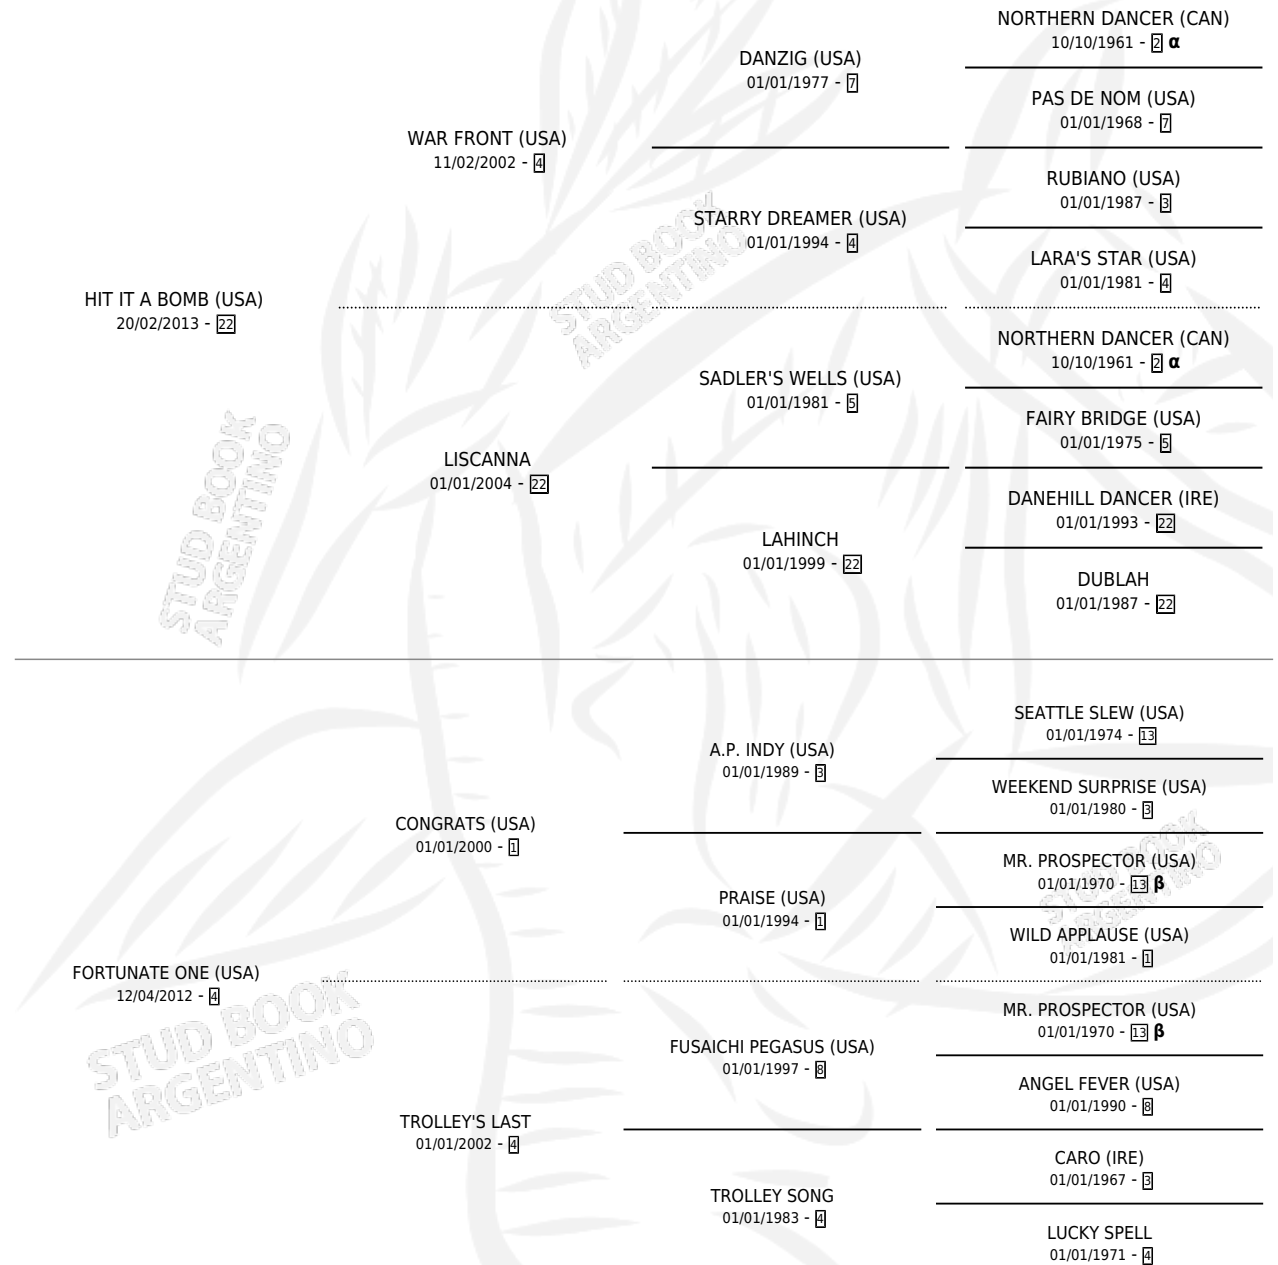 NORTHERN DANCER (CAN)
10/10/1961 - 2 α
DANZIG (USA)
01/01/1977 - 7
PAS DE NOM (USA)
01/01/1968 - 7
WAR FRONT (USA)
11/02/2002 - 4
RUBIANO (USA)
01/01/1987 - 3
STARRY DREAMER (USA)
01/01/1994 - 4
LARA'S STAR (USA)
01/01/1981 - 4
HIT IT A BOMB (USA)
20/02/2013 - 22
NORTHERN DANCER (CAN)
10/10/1961 - 2 α
SADLER'S WELLS (USA)
01/01/1981 - 5
FAIRY BRIDGE (USA)
01/01/1975 - 5
LISCANNA
01/01/2004 - 22
DANEHILL DANCER (IRE)
01/01/1993 - 22
LAHINCH
01/01/1999 - 22
DUBLAH
01/01/1987 - 22
SEATTLE SLEW (USA)
01/01/1974 - 13
A.P. INDY (USA)
01/01/1989 - 3
WEEKEND SURPRISE (USA)
01/01/1980 - 3
CONGRATS (USA)
01/01/2000 - 1
MR. PROSPECTOR (USA)
01/01/1970 - 13 β
PRAISE (USA)
01/01/1994 - 1
WILD APPLAUSE (USA)
01/01/1981 - 1
FORTUNATE ONE (USA)
12/04/2012 - 4
MR. PROSPECTOR (USA)
01/01/1970 - 13 β
FUSAICHI PEGASUS (USA)
01/01/1997 - 8
ANGEL FEVER (USA)
01/01/1990 - 8
TROLLEY'S LAST
01/01/2002 - 4
CARO (IRE)
01/01/1967 - 3
TROLLEY SONG
01/01/1983 - 4
LUCKY SPELL
01/01/1971 - 4
STUD BOOK
ARGENTINO
STUD BOOK
ARGENTINO
STUD BOOK
ARGENTINO
STUD BOOK
ARGENTINO